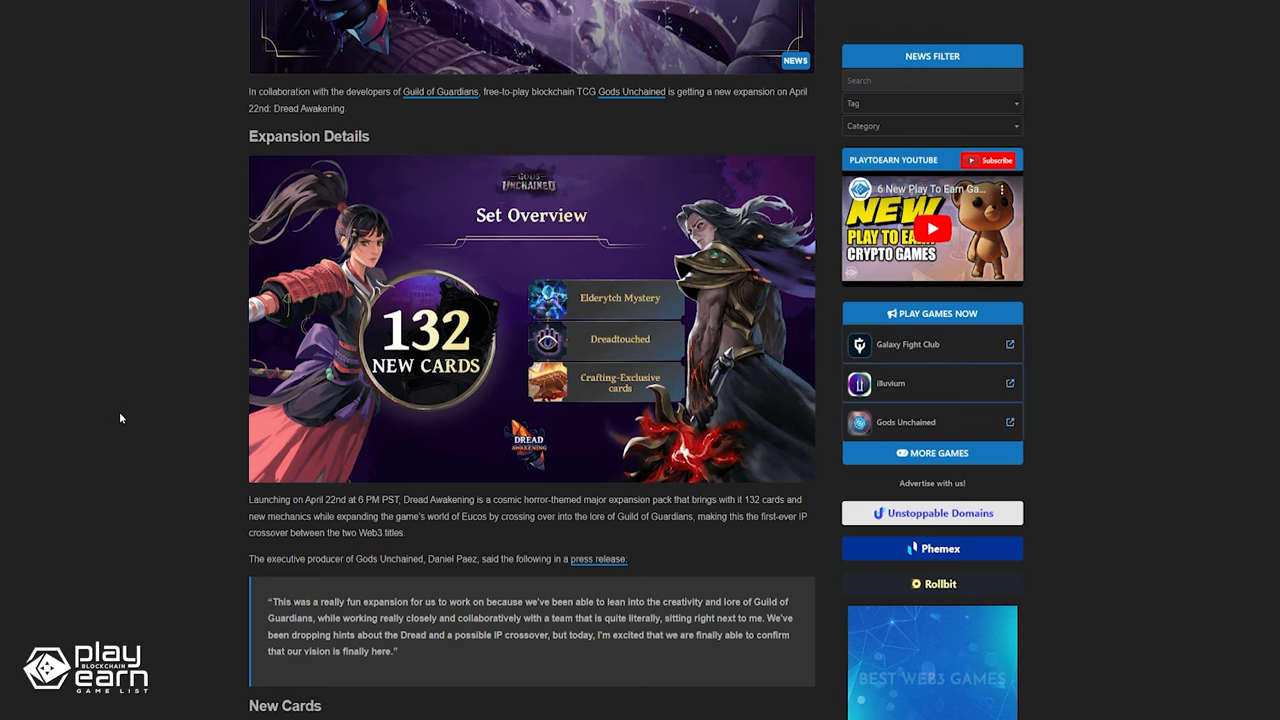 NEWS
In collaboration with the developers of Guild of Guardians, free-to-play blockchain TCG Gods Unchained is getting a new expansion on April
22nd: Dread Awakening.
Expansion Details
GODS
UNCHAINED
Set Overview
132
NEW CARDS
Elderytch Mystery
Dreadtouched
Crafting-Exclusive
cards
DREAD
AWAKENING
Launching on April 22nd at 6 PM PST, Dread Awakening is a cosmic horror-themed major expansion pack that brings with it 132 cards and
new mechanics while expanding the game's world of Eucos by crossing over into the lore of Guild of Guardians, making this the first-ever IP
crossover between the two Web3 titles.
The executive producer of Gods Unchained, Daniel Paez, said the following in a press release:
“This was a really fun expansion for us to work on because we've been able to lean into the creativity and lore of Guild of
Guardians, while working really closely and collaboratively with a team that is quite literally, sitting right next to me. We've
been dropping hints about the Dread and a possible IP crossover, but today, I'm excited that we are finally able to confirm
that our vision is finally here.”
New Cards
NEWS FILTER
Search
Tag
Category
PLAYTOEARN YOUTUBE
Subscribe
6 New Play To Earn Ga...
NEW
PLAY TO EARN
CRYPTO GAMES
PLAY GAMES NOW
Galaxy Fight Club
Illuvium
Gods Unchained
MORE GAMES
Advertise with us!
Unstoppable Domains
Phemex
Rollbit
BEST WEB3 GAMES
play
BLOCKCHAIN
earn
GAME LIST